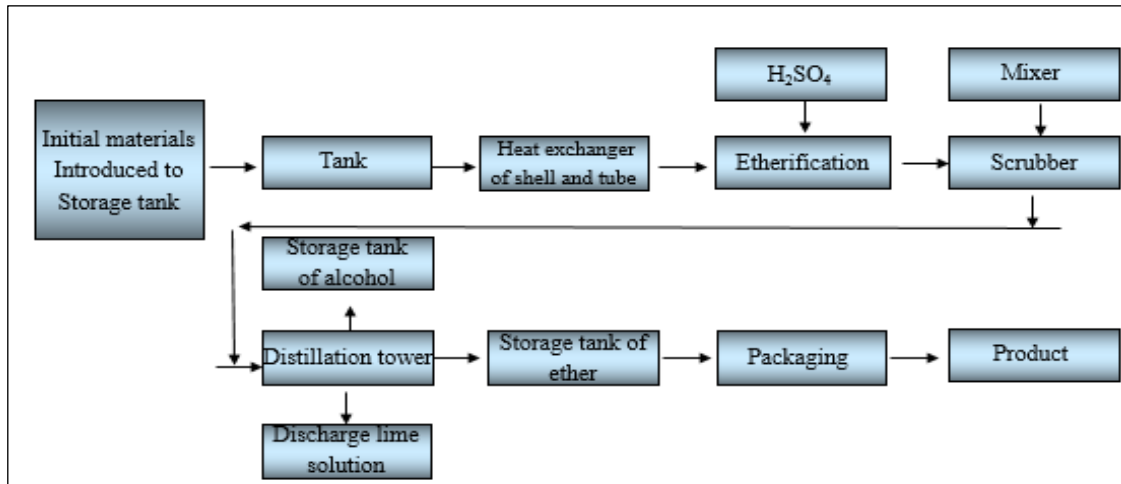 H₂SO₄
Mixer
Initial materials
Introduced to
Storage tank
Tank
Heat exchanger
of shell and tube
Etherification
Scrubber
Storage tank
of alcohol
Distillation tower
Storage tank of
ether
Packaging
Product
Discharge lime
solution